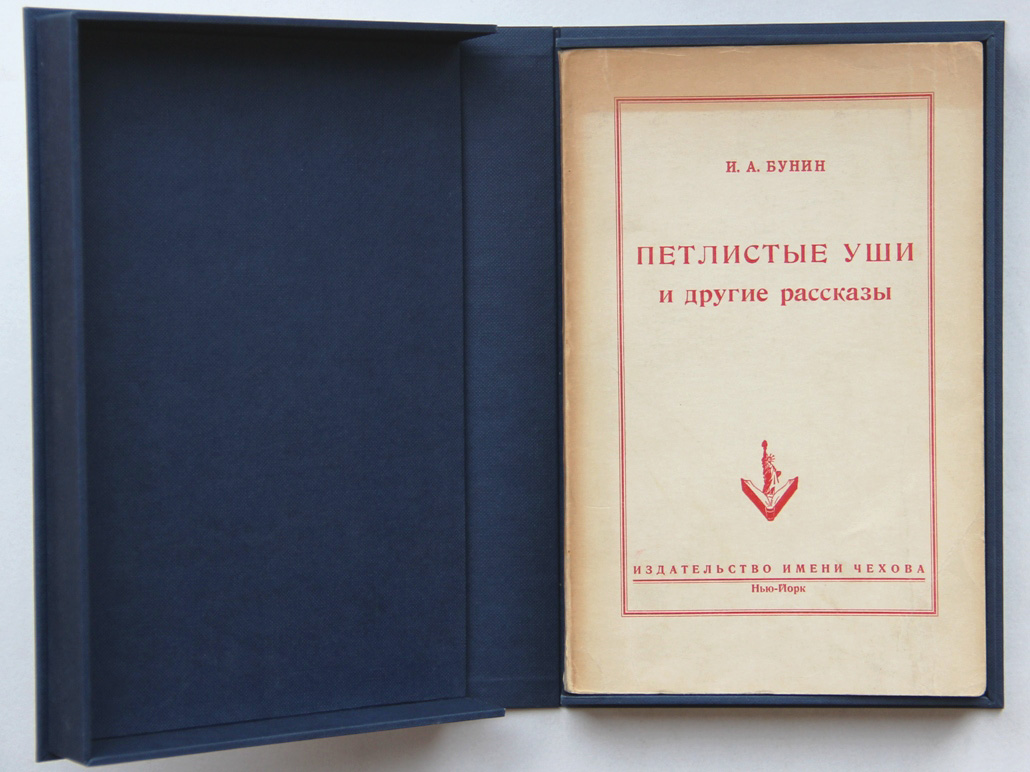 И. А. БУНИН
ПЕТЛИСТЫЕ УШИ
и другие рассказы
ИЗДАТЕЛЬСТВО ИМЕНИ ЧЕХОВА
Нью-Йорк